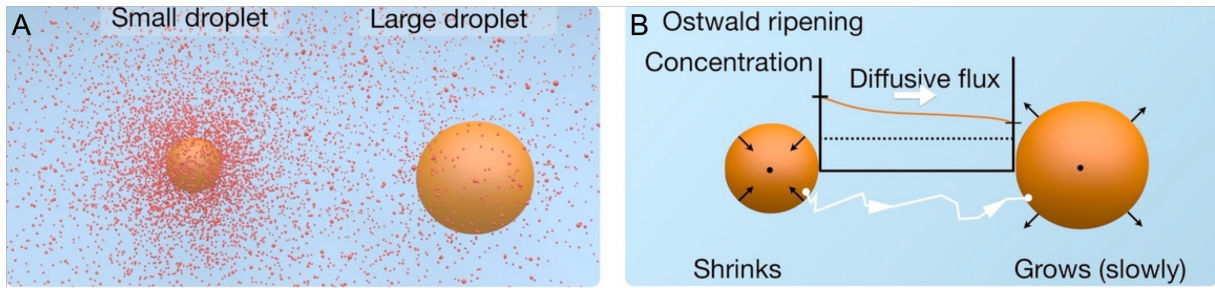 A
Small droplet
Large droplet
B
Ostwald ripening
Concentration
Diffusive flux
Shrinks
Grows (slowly)